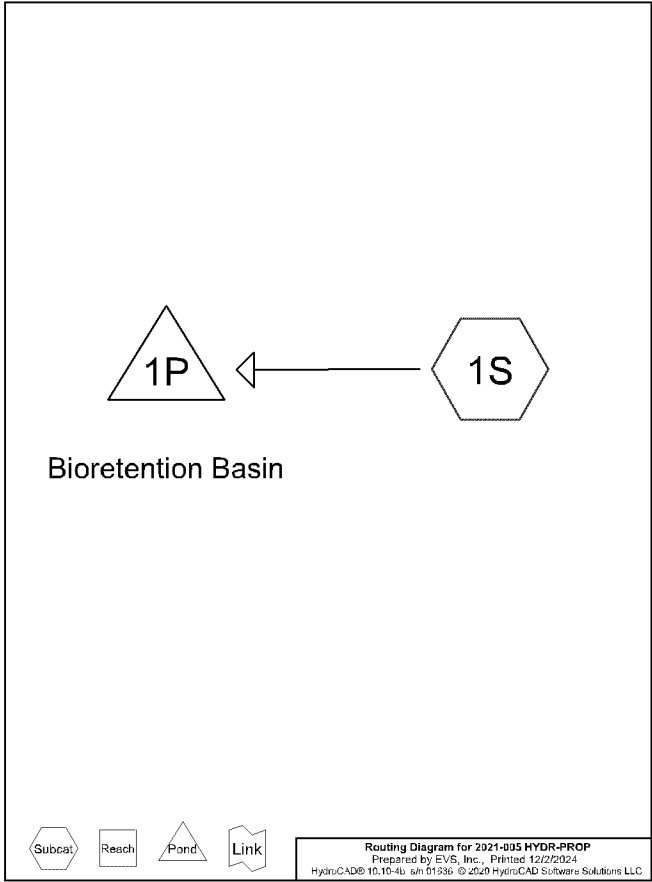 1P
1S
Bioretention Basin
Subcat
Reach
Pond
Link
Routing Diagram for 2021-005 HYDR-PROP
Prepared by EVS, Inc., Printed 12/2/2024
HydroCAD® 10.10-4b s/n 01636 © 2020 HydroCAD Software Solutions LLC